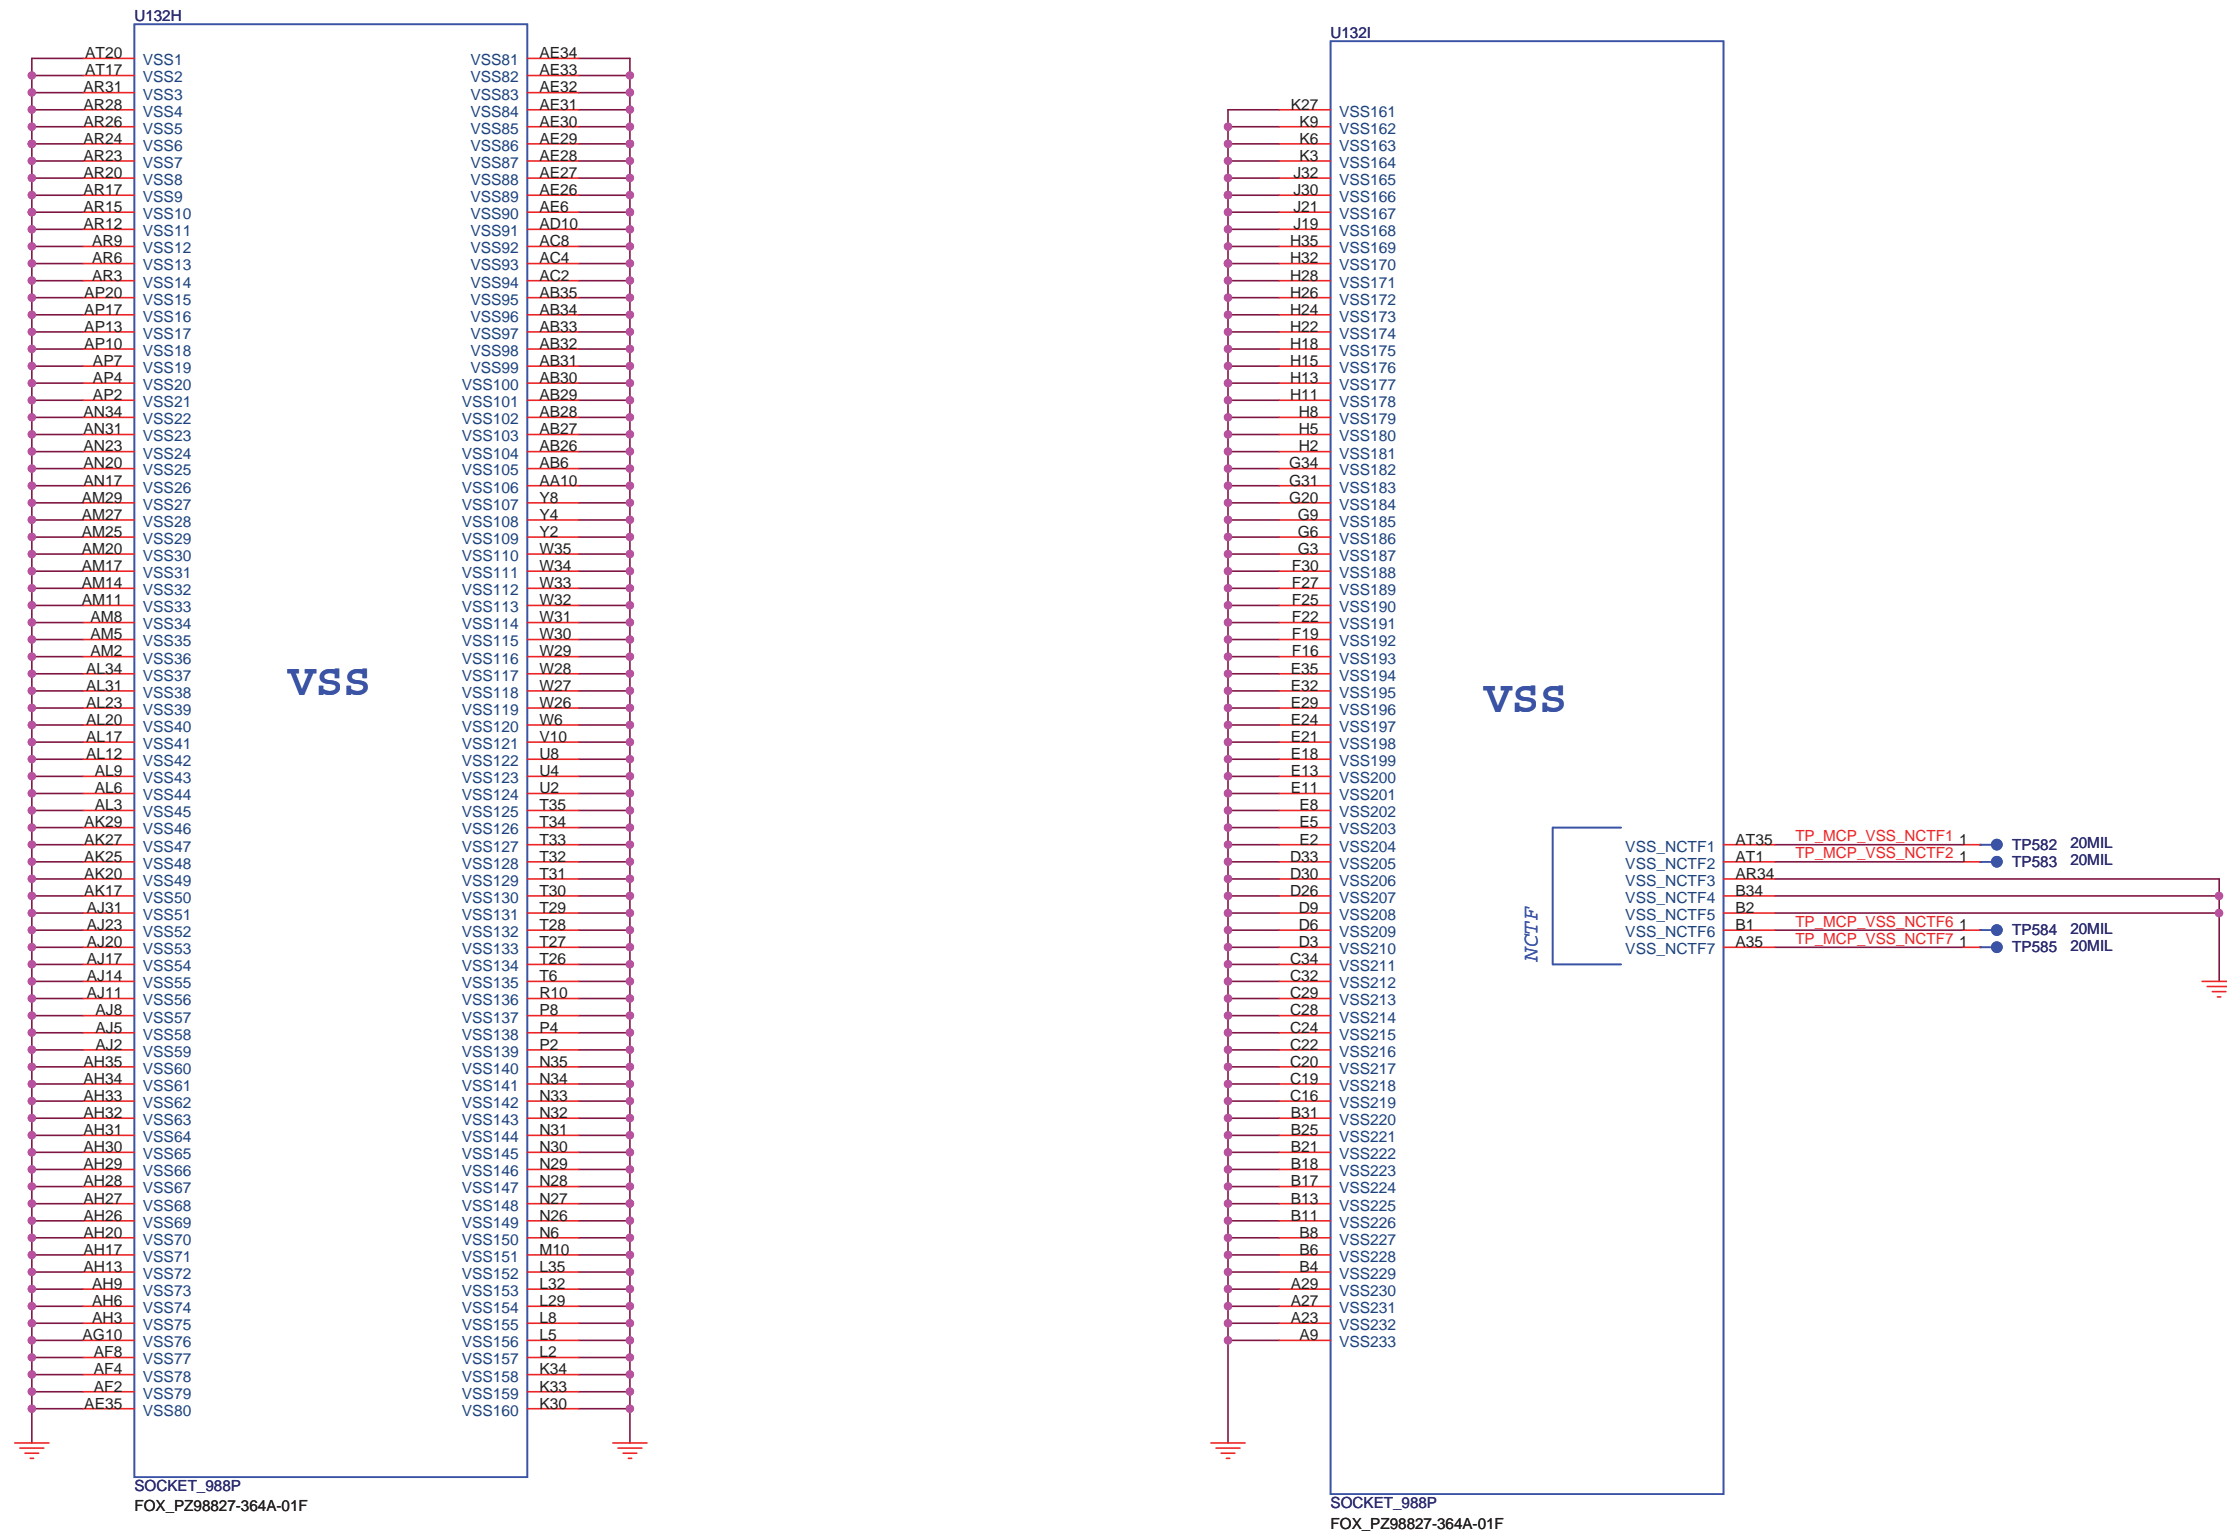 U132H
AT20 VSS1 VSS81 AE34
AT17 VSS2 VSS82 AE33
AR31 VSS3 VSS83 AE32
AR28 VSS4 VSS84 AE31
AR26 VSS5 VSS85 AE30
AR24 VSS6 VSS86 AE29
AR23 VSS7 VSS87 AE28
AR20 VSS8 VSS88 AE27
AR17 VSS9 VSS89 AE26
AR15 VSS10 VSS90 AE6
AR12 VSS11 VSS91 AD10
AR9 VSS12 VSS92 AC8
AR6 VSS13 VSS93 AC4
AR3 VSS14 VSS94 AC2
AP20 VSS15 VSS95 AB35
AP17 VSS16 VSS96 AB34
AP13 VSS17 VSS97 AB33
AP10 VSS18 VSS98 AB32
AP7 VSS19 VSS99 AB31
AP4 VSS20 VSS100 AB30
AP2 VSS21 VSS101 AB29
AN34 VSS22 VSS102 AB28
AN31 VSS23 VSS103 AB27
AN23 VSS24 VSS104 AB26
AN20 VSS25 VSS105 AB6
AN17 VSS26 VSS106 AA10
AM29 VSS27 VSS107 Y8
AM27 VSS28 VSS108 Y4
AM25 VSS29 VSS109 Y2
AM20 VSS30 VSS110 W35
AM17 VSS31 VSS111 W34
AM14 VSS32 VSS112 W33
AM11 VSS33 VSS113 W32
AM8 VSS34 VSS114 W31
AM5 VSS35 VSS115 W30
AM2 VSS36 VSS116 W29
AL34 VSS37 VSS117 W28
VSS
AL31 VSS38 VSS118 W27
AL23 VSS39 VSS119 W26
AL20 VSS40 VSS120 W6
AL17 VSS41 VSS121 V10
AL12 VSS42 VSS122 U8
AL9 VSS43 VSS123 U4
AL6 VSS44 VSS124 U2
AL3 VSS45 VSS125 T35
AK29 VSS46 VSS126 T34
AK27 VSS47 VSS127 T33
AK25 VSS48 VSS128 T32
AK20 VSS49 VSS129 T31
AK17 VSS50 VSS130 T30
AJ31 VSS51 VSS131 T29
AJ23 VSS52 VSS132 T28
AJ20 VSS53 VSS133 T27
AJ17 VSS54 VSS134 T26
AJ14 VSS55 VSS135 T6
AJ11 VSS56 VSS136 R10
AJ8 VSS57 VSS137 P8
AJ5 VSS58 VSS138 P4
AJ2 VSS59 VSS139 P2
AH35 VSS60 VSS140 N35
AH34 VSS61 VSS141 N34
AH33 VSS62 VSS142 N33
AH32 VSS63 VSS143 N32
AH31 VSS64 VSS144 N31
AH30 VSS65 VSS145 N30
AH29 VSS66 VSS146 N29
AH28 VSS67 VSS147 N28
AH27 VSS68 VSS148 N27
AH26 VSS69 VSS149 N26
AH20 VSS70 VSS150 N6
AH17 VSS71 VSS151 M10
AH13 VSS72 VSS152 L35
AH9 VSS73 VSS153 L32
AH6 VSS74 VSS154 L29
AH3 VSS75 VSS155 L8
AG10 VSS76 VSS156 L5
AF8 VSS77 VSS157 L2
AF4 VSS78 VSS158 K34
AF2 VSS79 VSS159 K33
AE35 VSS80 VSS160 K30
SOCKET_988P
FOX_PZ98827-364A-01F
U132I
K27 VSS161
K9 VSS162
K6 VSS163
K3 VSS164
J32 VSS165
J30 VSS166
J21 VSS167
J19 VSS168
H35 VSS169
H32 VSS170
H28 VSS171
H26 VSS172
H24 VSS173
H22 VSS174
H18 VSS175
H15 VSS176
H13 VSS177
H11 VSS178
H8 VSS179
H5 VSS180
H2 VSS181
G34 VSS182
G31 VSS183
G20 VSS184
G9 VSS185
G6 VSS186
G3 VSS187
F30 VSS188
F27 VSS189
F25 VSS190
F22 VSS191
F19 VSS192
F16 VSS193
E35 VSS194
E32 VSS195
VSS
E29 VSS196
E24 VSS197
E21 VSS198
E18 VSS199
E13 VSS200
E11 VSS201
E8 VSS202
E5 VSS203
E2 VSS204 VSS_NCTF1 AT35 TP_MCP_VSS_NCTF1 1 TP582 20MIL
D33 VSS205 VSS_NCTF2 AT1 TP_MCP_VSS_NCTF2 1 TP583 20MIL
D30 VSS206 VSS_NCTF3 AR34
D26 VSS207 VSS_NCTF4 B34
D9 VSS208 VSS_NCTF5 B2
D6 VSS209 VSS_NCTF6 B1 TP_MCP_VSS_NCTF6 1 TP584 20MIL
D3 VSS210 VSS_NCTF7 A35 TP_MCP_VSS_NCTF7 1 TP585 20MIL
NCTF
C34 VSS211
C32 VSS212
C29 VSS213
C28 VSS214
C24 VSS215
C22 VSS216
C20 VSS217
C19 VSS218
C16 VSS219
B31 VSS220
B25 VSS221
B21 VSS222
B18 VSS223
B17 VSS224
B13 VSS225
B11 VSS226
B8 VSS227
B6 VSS228
B4 VSS229
A29 VSS230
A27 VSS231
A23 VSS232
A9 VSS233
SOCKET_988P
FOX_PZ98827-364A-01F